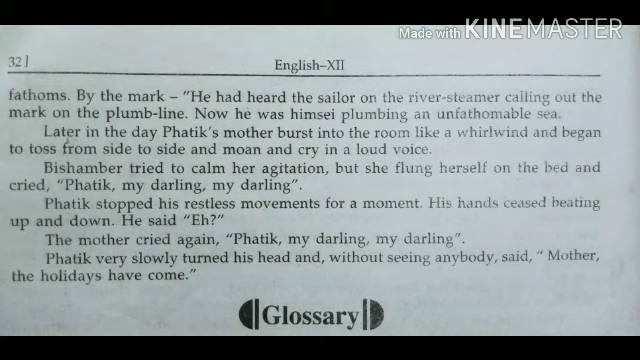 Made with KINEMASTER
32]
English–XII
fathoms. By the mark – "He had heard the sailor on the river-steamer calling out the
mark on the plumb-line. Now he was himsei plumbing an unfathomable sea.
Later in the day Phatik's mother burst into the room like a whirlwind and began
to toss from side to side and moan and cry in a loud voice.
Bishamber tried to calm her agitation, but she flung herself on the bed and
cried, "Phatik, my darling, my darling".
Phatik stopped his restless movements for a moment. His hands ceased beating
up and down. He said "Eh?"
The mother cried again, "Phatik, my darling, my darling".
Phatik very slowly turned his head and, without seeing anybody, said, " Mother,
the holidays have come."
Glossary